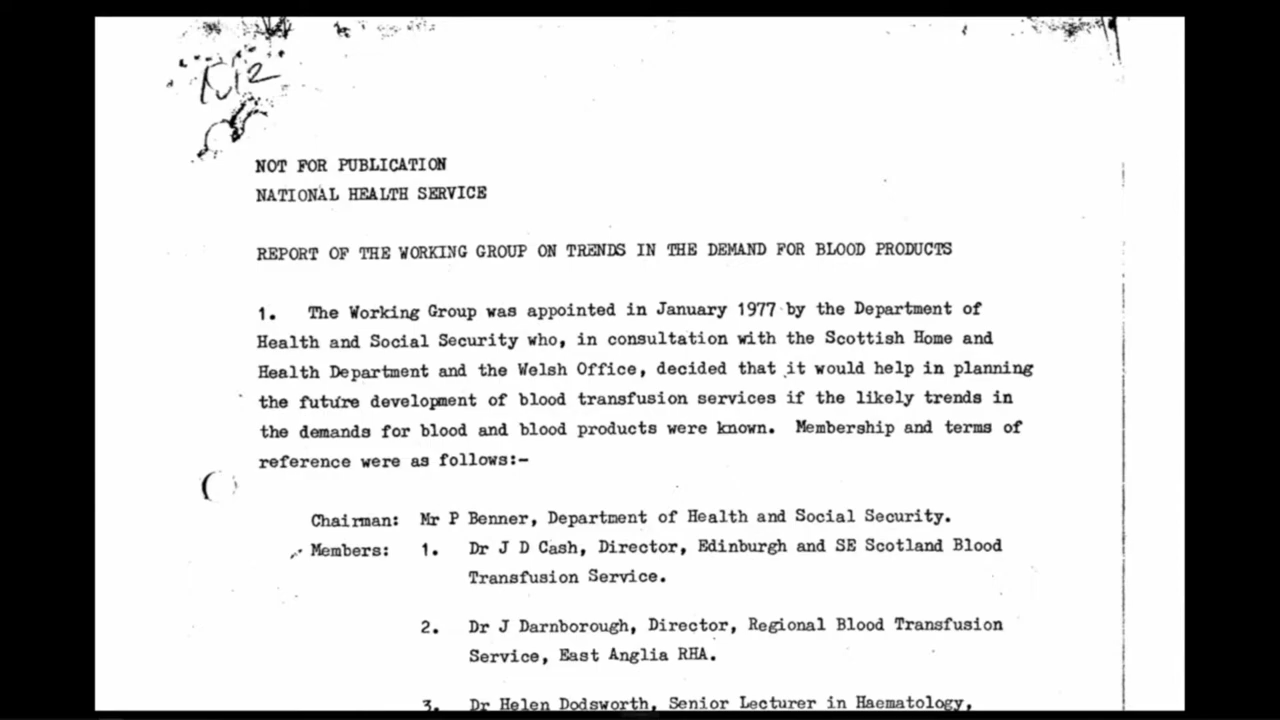 NOT FOR PUBLICATION
NATIONAL HEALTH SERVICE
REPORT OF THE WORKING GROUP ON TRENDS IN THE DEMAND FOR BLOOD PRODUCTS
1. The Working Group was appointed in January 1977 by the Department of
Health and Social Security who, in consultation with the Scottish Home and
Health Department and the Welsh Office, decided that it would help in planning
the future development of blood transfusion services if the likely trends in
the demands for blood and blood products were known. Membership and terms of
reference were as follows:-
Chairman: Mr P Benner, Department of Health and Social Security.
Members: 1. Dr J D Cash, Director, Edinburgh and SE Scotland Blood
Transfusion Service.
2. Dr J Darnborough, Director, Regional Blood Transfusion
Service, East Anglia RHA.
3. Dr Helen Dodsworth, Senior Lecturer in Haematology,